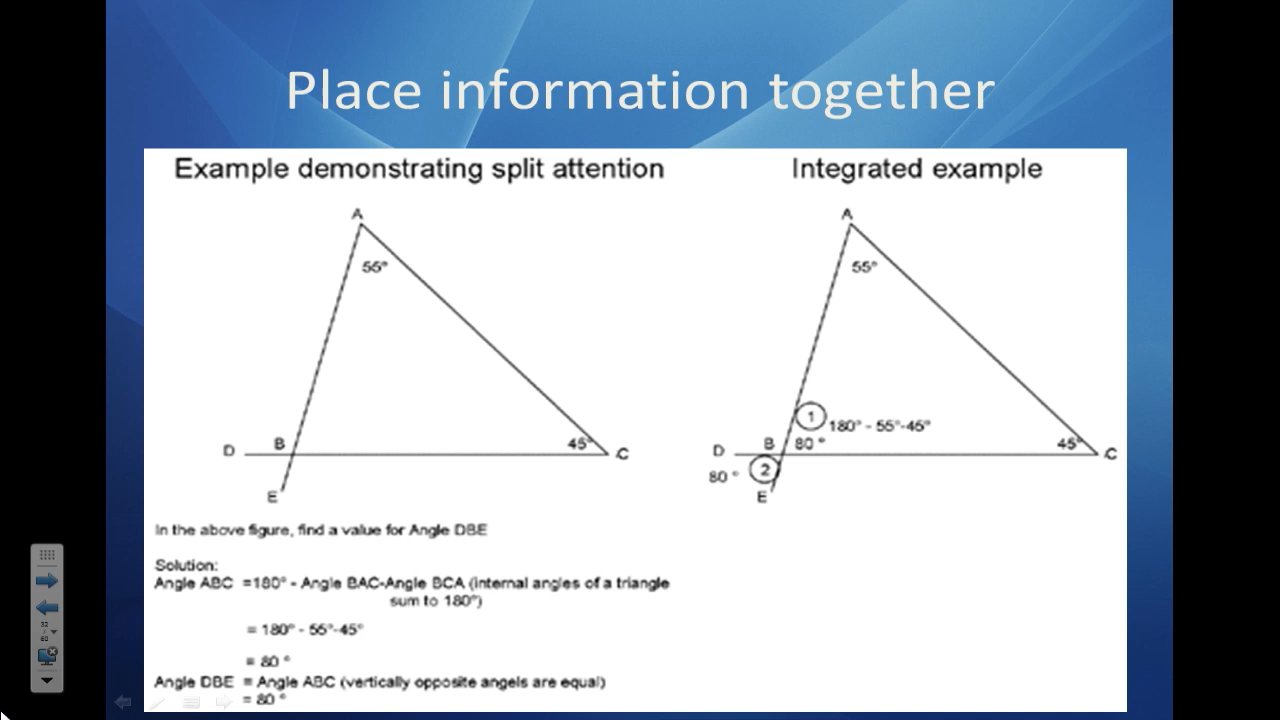 Place information together
Example demonstrating split attention
Integrated example
A
55°
D
B
45°
C
E
In the above figure, find a value for Angle DBE
Solution:
Angle ABC =180° - Angle BAC-Angle BCA (internal angles of a triangle
sum to 180°)
= 180° - 55°-45°
= 80 °
Angle DBE = Angle ABC (vertically opposite angels are equal)
= 80 °
A
55°
1
180° - 55°-45°
D
B
80 °
45°
C
80 °
2
E
32
/
60